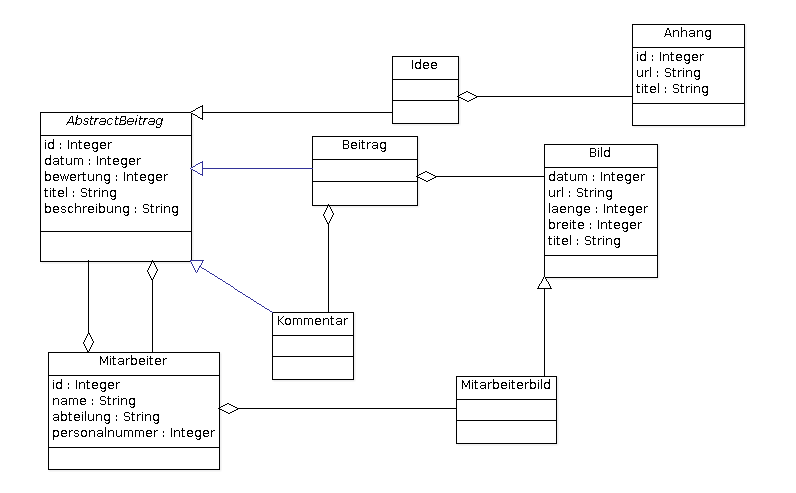 Anhang
id : Integer
url : String
titel : String
Idee
AbstractBeitrag
id : Integer
datum : Integer
bewertung : Integer
titel : String
beschreibung : String
Beitrag
Bild
datum : Integer
url : String
laenge : Integer
breite : Integer
titel : String
Kommentar
Mitarbeiter
id : Integer
name : String
abteilung : String
personalnummer : Integer
Mitarbeiterbild